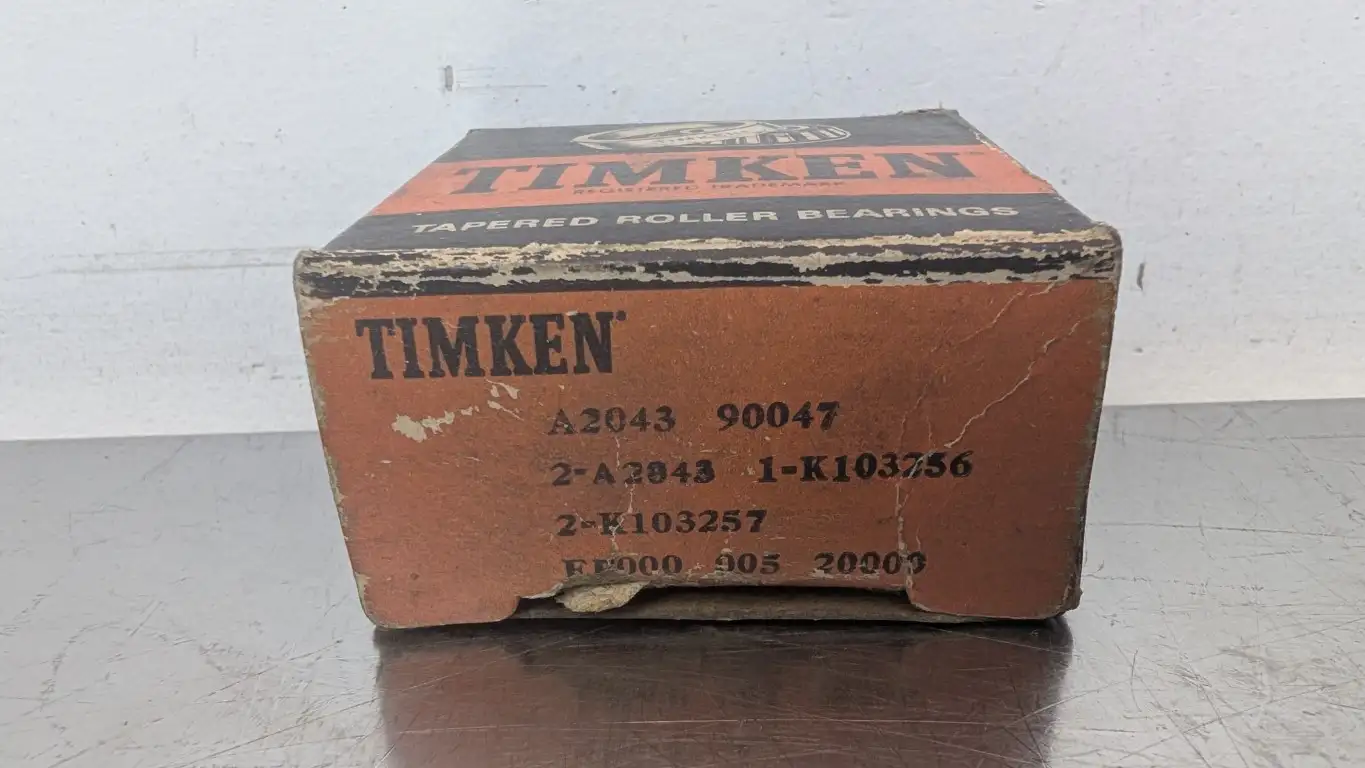 TIMKEN
REGISTERED TRADEMARK
TAPERED ROLLER BEARINGS
TIMKEN
A2043 90047
2-A2043 1-K103256
2-K103257
905 20000